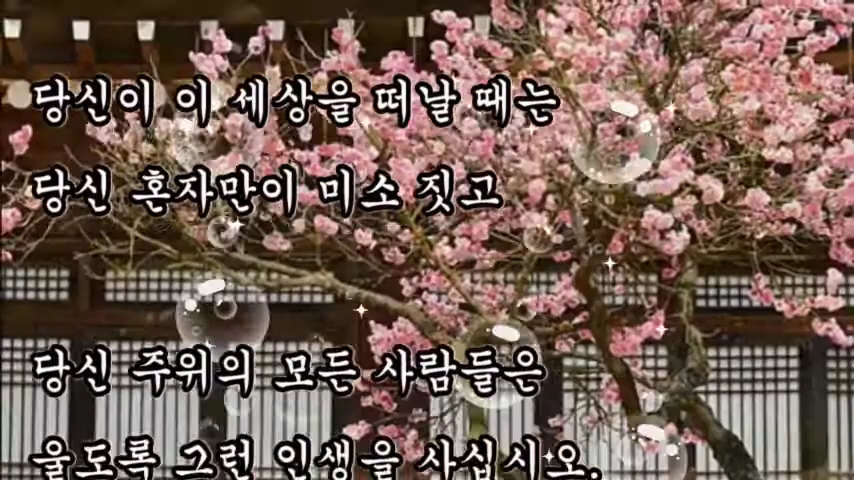 당신이 이 세상을 떠날 때는
당신 혼자만이 미소 짓고
당신 주위의 모든 사람들은
울도록 그런 인생을 사십시오.